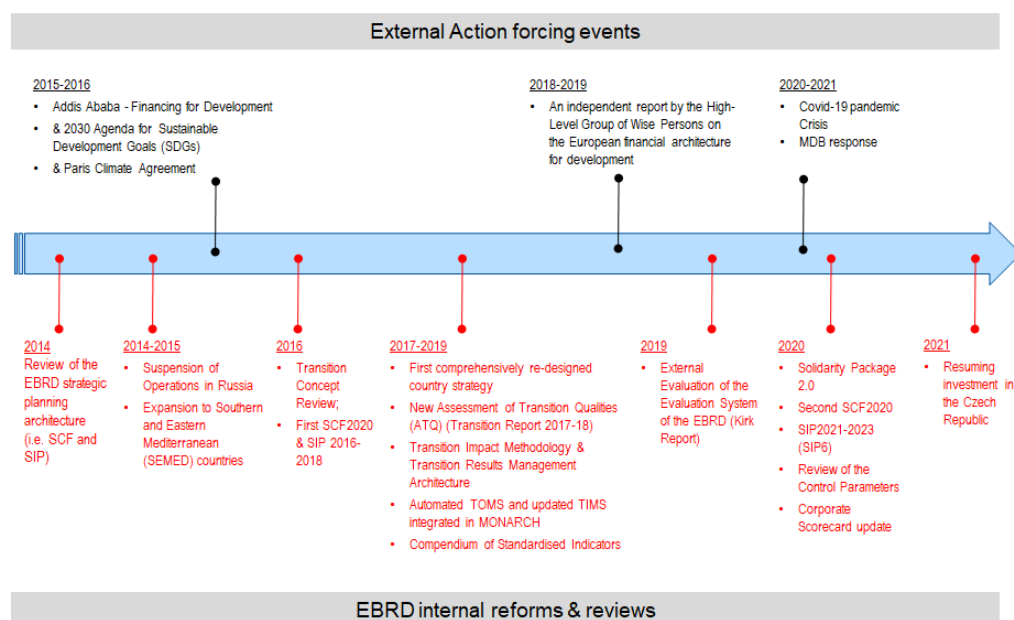 External Action forcing events
2015-2016
• Addis Ababa - Financing for Development
• & 2030 Agenda for Sustainable
Development Goals (SDGs)
• & Paris Climate Agreement
2018-2019
• An independent report by the High-
Level Group of Wise Persons on
the European financial architecture
for development
2020-2021
• Covid-19 pandemic
Crisis
• MDB response
2014
Review of the
EBRD strategic
planning
architecture
(i.e. SCF and
SIP)
2014-2015
• Suspension of
Operations in Russia
• Expansion to Southern
and Eastern
Mediterranean
(SEMED) countries
2016
• Transition
Concept
Review;
• First SCF2020
& SIP 2016-
2018
2017-2019
• First comprehensively re-designed
country strategy
• New Assessment of Transition Qualities
(ATQ) (Transition Report 2017-18)
• Transition Impact Methodology &
Transition Results Management
Architecture
• Automated TOMS and updated TIMS
integrated in MONARCH
• Compendium of Standardised Indicators
2019
• External
Evaluation of the
Evaluation System
of the EBRD (Kirk
Report)
2020
• Solidarity Package
2.0
• Second SCF2020
• SIP2021-2023
(SIP6)
• Review of the
Control Parameters
• Corporate
Scorecard update
2021
• Resuming
investment in
the Czech
Republic
EBRD internal reforms & reviews